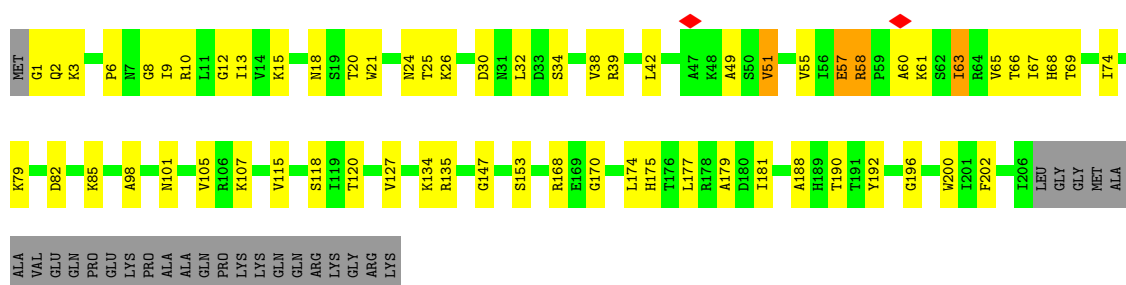 MET G1 Q2 K3 P6 N7 G8 I9 R10 L11 G12 I13 V14 K15 N18 S19 T20 W21 N24 T25 K26 D30 N31 L32 D33 S34 V38 R39 L42 A47 K48 A49 S50 V51 V55 I56 E57 R58 P59 A60 K61 S62 I63 R64 V65 T66 I67 H68 T69 I74
K79 D82 K85 A98 N101 V105 R106 K107 V115 S118 I119 T120 V127 K134 R135 G147 S153 R168 E169 G170 L174 H175 T176 L177 R178 A179 D180 I181 A188 H189 T190 T191 Y192 G196 W200 I201 F202 I206 LEU GLY GLY MET ALA
ALA VAL GLU GLN PRO GLU LYS PRO ALA ALA GLN PRO LYS LYS GLN GLN ARG LYS GLY ARG LYS